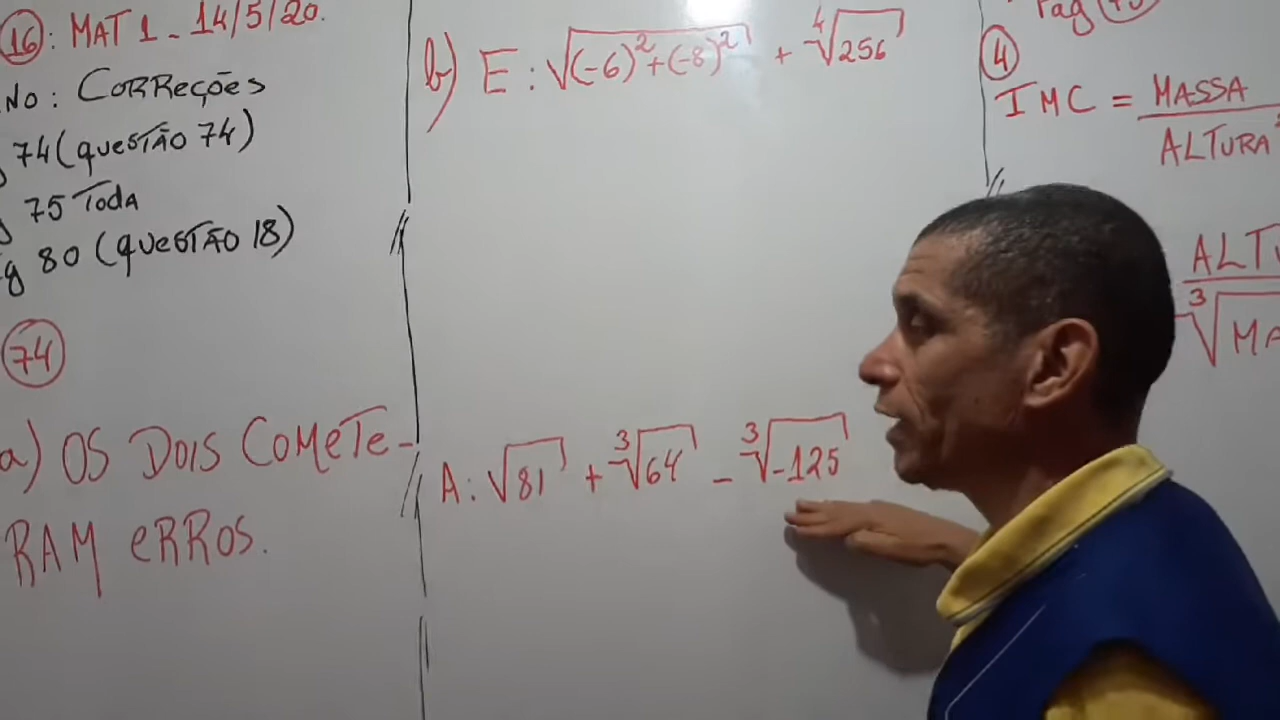 16: MAT 1 - 14/5/20.
NO: CORReções
74 (questão 74)
75 Toda
g 80 (questão 18)
74
a) OS DOIS COMeTe-
RAM eRROS.
b) E: √(-6)²+(-8)² + ⁴√256
A: √81 + ³√64 - ³√-125
4
IMC = MASSA
ALTURA
ALTU
³√MA